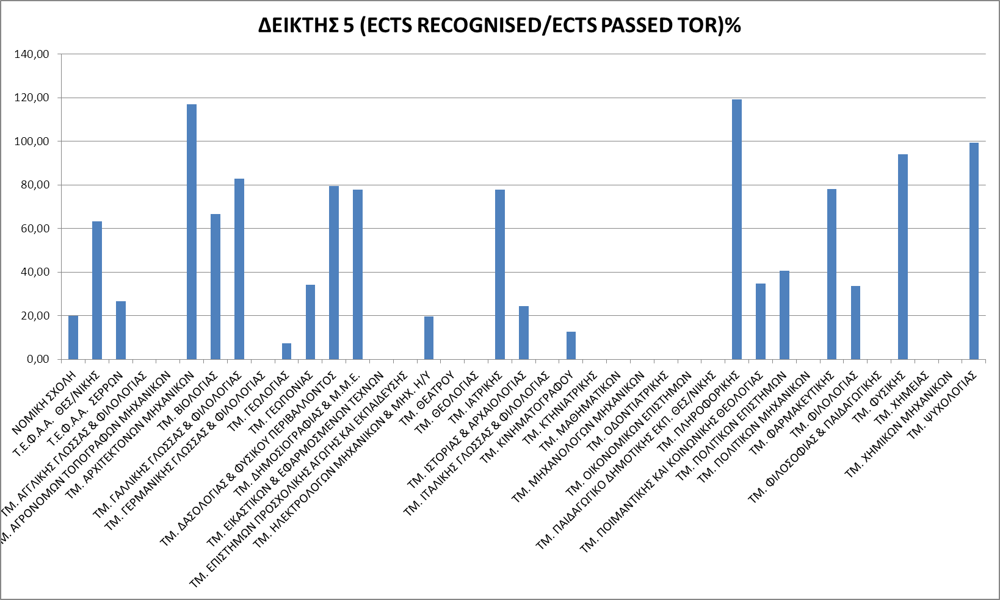 ΔΕΙΚΤΗΣ 5 (ECTS RECOGNISED/ECTS PASSED TOR)%
140,00
120,00
100,00
80,00
60,00
40,00
20,00
0,00
ΝΟΜΙΚΗ ΣΧΟΛΗ
Τ.Ε.Φ.Α.Α. ΘΕΣ/ΝΙΚΗΣ
Τ.Ε.Φ.Α.Α. ΣΕΡΡΩΝ
ΤΜ. ΑΓΓΛΙΚΗΣ ΓΛΩΣΣΑΣ & ΦΙΛΟΛΟΓΙΑΣ
Μ. ΑΓΡΟΝΟΜΩΝ ΤΟΠΟΓΡΑΦΩΝ ΜΗΧΑΝΙΚΩΝ
ΤΜ. ΑΡΧΙΤΕΚΤΟΝΩΝ ΜΗΧΑΝΙΚΩΝ
ΤΜ. ΒΙΟΛΟΓΙΑΣ
ΤΜ. ΓΑΛΛΙΚΗΣ ΓΛΩΣΣΑΣ & ΦΙΛΟΛΟΓΙΑΣ
ΤΜ. ΓΕΡΜΑΝΙΚΗΣ ΓΛΩΣΣΑΣ & ΦΙΛΟΛΟΓΙΑΣ
ΤΜ. ΓΕΩΛΟΓΙΑΣ
ΤΜ. ΓΕΩΠΟΝΙΑΣ
ΤΜ. ΔΑΣΟΛΟΓΙΑΣ & ΦΥΣΙΚΟΥ ΠΕΡΙΒΑΛΛΟΝΤΟΣ
ΤΜ. ΔΗΜΟΣΙΟΓΡΑΦΙΑΣ & Μ.Μ.Ε.
ΤΜ. ΕΙΚΑΣΤΙΚΩΝ & ΕΦΑΡΜΟΣΜΕΝΩΝ ΤΕΧΝΩΝ
ΤΜ. ΕΠΙΣΤΗΜΩΝ ΠΡΟΣΧΟΛΙΚΗΣ ΑΓΩΓΗΣ ΚΑΙ ΕΚΠΑΙΔΕΥΣΗΣ
ΤΜ. ΗΛΕΚΤΡΟΛΟΓΩΝ ΜΗΧΑΝΙΚΩΝ & ΜΗΧ. Η/Υ
ΤΜ. ΘΕΑΤΡΟΥ
ΤΜ. ΘΕΟΛΟΓΙΑΣ
ΤΜ. ΙΑΤΡΙΚΗΣ
ΤΜ. ΙΣΤΟΡΙΑΣ & ΑΡΧΑΙΟΛΟΓΙΑΣ
ΤΜ. ΙΤΑΛΙΚΗΣ ΓΛΩΣΣΑΣ & ΦΙΛΟΛΟΓΙΑΣ
ΤΜ. ΚΙΝΗΜΑΤΟΓΡΑΦΟΥ
ΤΜ. ΚΤΗΝΙΑΤΡΙΚΗΣ
ΤΜ. ΜΑΘΗΜΑΤΙΚΩΝ
ΤΜ. ΜΗΧΑΝΟΛΟΓΩΝ ΜΗΧΑΝΙΚΩΝ
ΤΜ. ΟΔΟΝΤΙΑΤΡΙΚΗΣ
ΤΜ. ΟΙΚΟΝΟΜΙΚΩΝ ΕΠΙΣΤΗΜΩΝ
ΤΜ. ΠΑΙΔΑΓΩΓΙΚΟ ΔΗΜΟΤΙΚΗΣ ΕΚΠ. ΘΕΣ/ΝΙΚΗΣ
ΤΜ. ΠΛΗΡΟΦΟΡΙΚΗΣ
ΤΜ. ΠΟΙΜΑΝΤΙΚΗΣ ΚΑΙ ΚΟΙΝΩΝΙΚΗΣ ΘΕΟΛΟΓΙΑΣ
ΤΜ. ΠΟΛΙΤΙΚΩΝ ΕΠΙΣΤΗΜΩΝ
ΤΜ. ΠΟΛΙΤΙΚΩΝ ΜΗΧΑΝΙΚΩΝ
ΤΜ. ΦΑΡΜΑΚΕΥΤΙΚΗΣ
ΤΜ. ΦΙΛΟΛΟΓΙΑΣ
ΤΜ. ΦΙΛΟΣΟΦΙΑΣ & ΠΑΙΔΑΓΩΓΙΚΗΣ
ΤΜ. ΦΥΣΙΚΗΣ
ΤΜ. ΧΗΜΕΙΑΣ
ΤΜ. ΧΗΜΙΚΩΝ ΜΗΧΑΝΙΚΩΝ
ΤΜ. ΨΥΧΟΛΟΓΙΑΣ